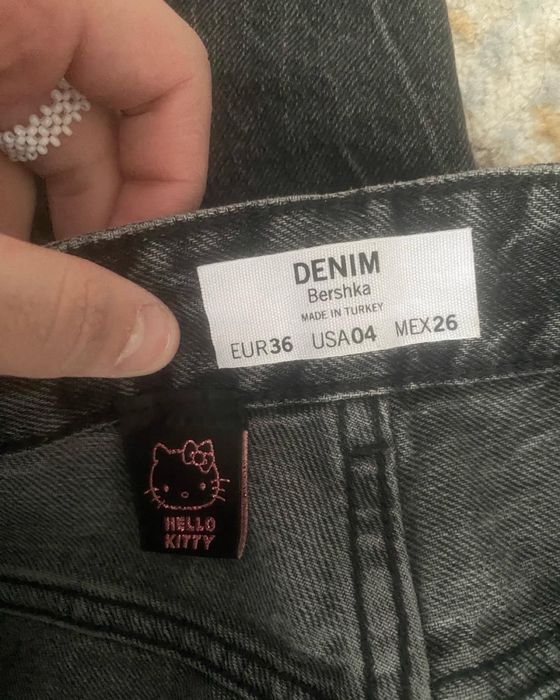 DENIM
Bershka
MADE IN TURKEY
EUR36 USA04 MEX26
HELLO
KITTY